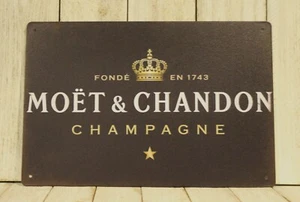 FONDÉ EN 1743
MOËT & CHANDON
CHAMPAGNE